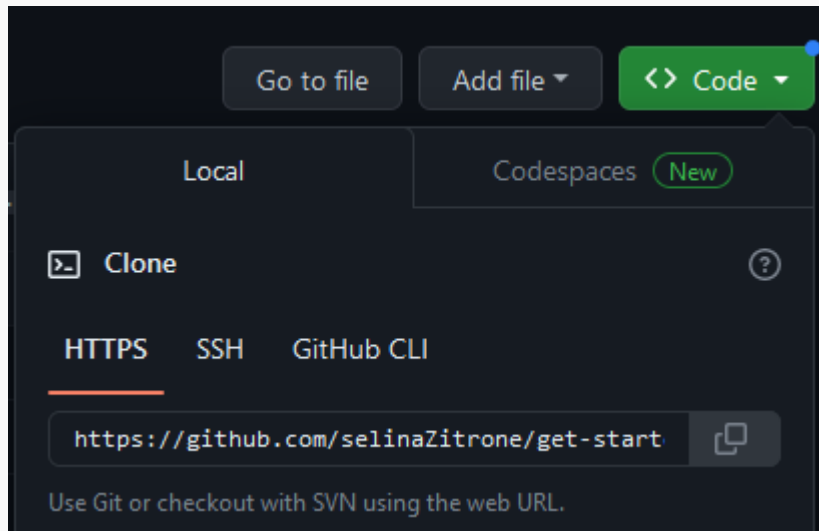 Go to file Add file <> Code
Local Codespaces New
Clone
HTTPS SSH GitHub CLI
https://github.com/selinaZitrone/get-start
Use Git or checkout with SVN using the web URL.